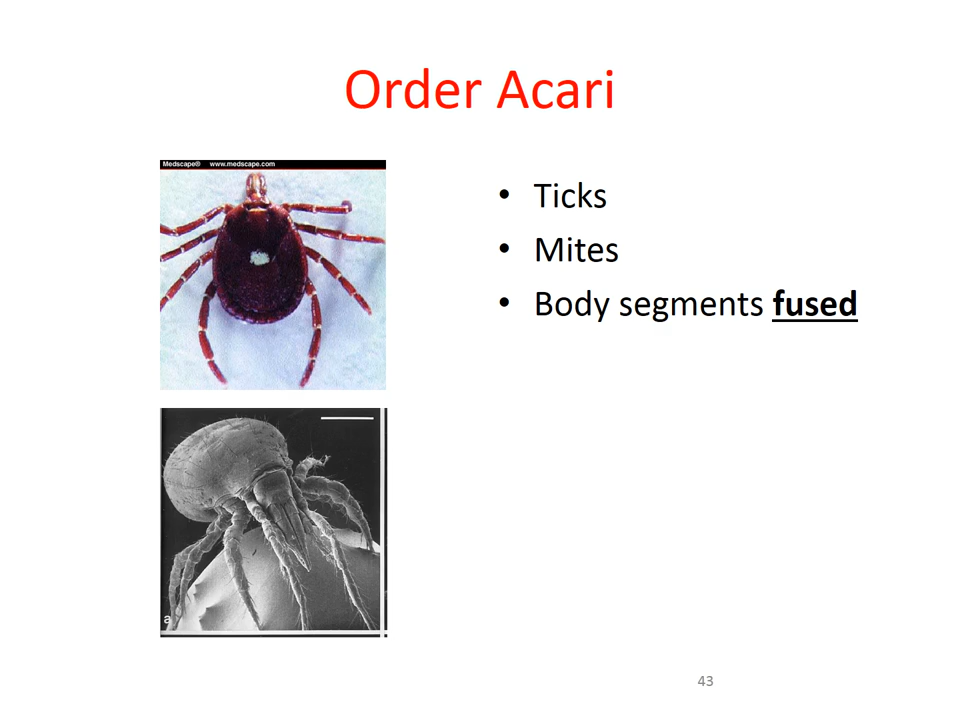 Order Acari
Medscape® www.medscape.com
• Ticks
• Mites
• Body segments fused
a
43